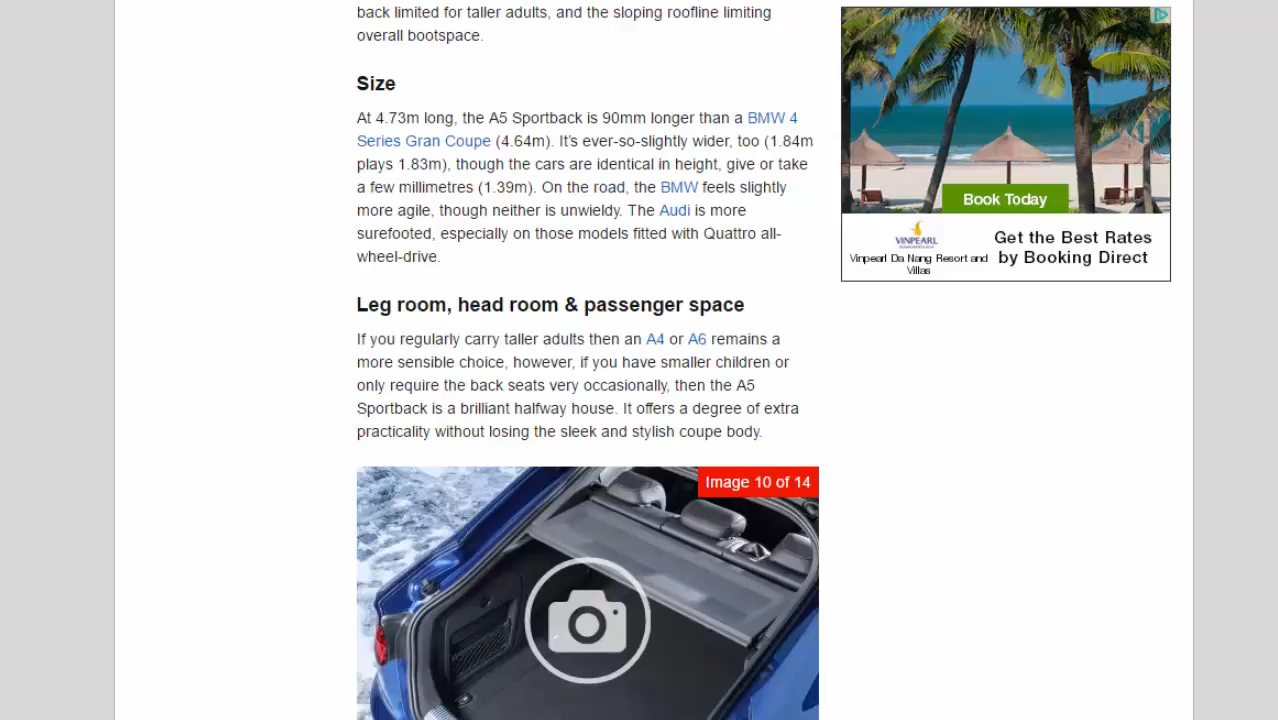 back limited for taller adults, and the sloping roofline limiting
overall bootspace.
Size
At 4.73m long, the A5 Sportback is 90mm longer than a BMW 4
Series Gran Coupe (4.64m). It's ever-so-slightly wider, too (1.84m
plays 1.83m), though the cars are identical in height, give or take
a few millimetres (1.39m). On the road, the BMW feels slightly
more agile, though neither is unwieldy. The Audi is more
surefooted, especially on those models fitted with Quattro all-
wheel-drive.
Leg room, head room & passenger space
If you regularly carry taller adults then an A4 or A6 remains a
more sensible choice, however, if you have smaller children or
only require the back seats very occasionally, then the A5
Sportback is a brilliant halfway house. It offers a degree of extra
practicality without losing the sleek and stylish coupe body.
Image 10 of 14
Book Today
VINPEARL
Vinpearl Da Nang Resort and
Villas
Get the Best Rates
by Booking Direct